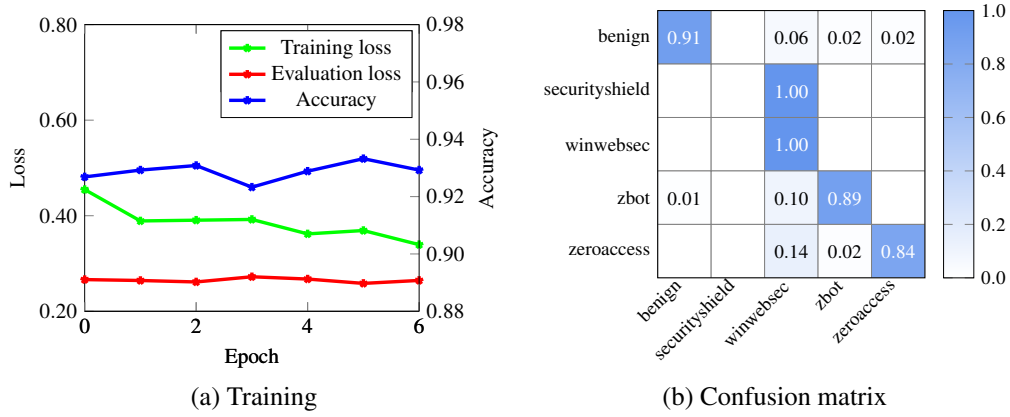 0.80
0.60
0.40
0.20
Loss
0.98
0.96
0.94
0.92
0.90
0.88
Accuracy
Training loss
Evaluation loss
Accuracy
0 2 4 6
Epoch
(a) Training
benign 0.91 0.06 0.02 0.02
securityshield 1.00
winwebsec 1.00
zbot 0.01 0.10 0.89
zeroaccess 0.14 0.02 0.84
benign securityshield winwebsec zbot zeroaccess
1.0
0.8
0.6
0.4
0.2
0.0
(b) Confusion matrix